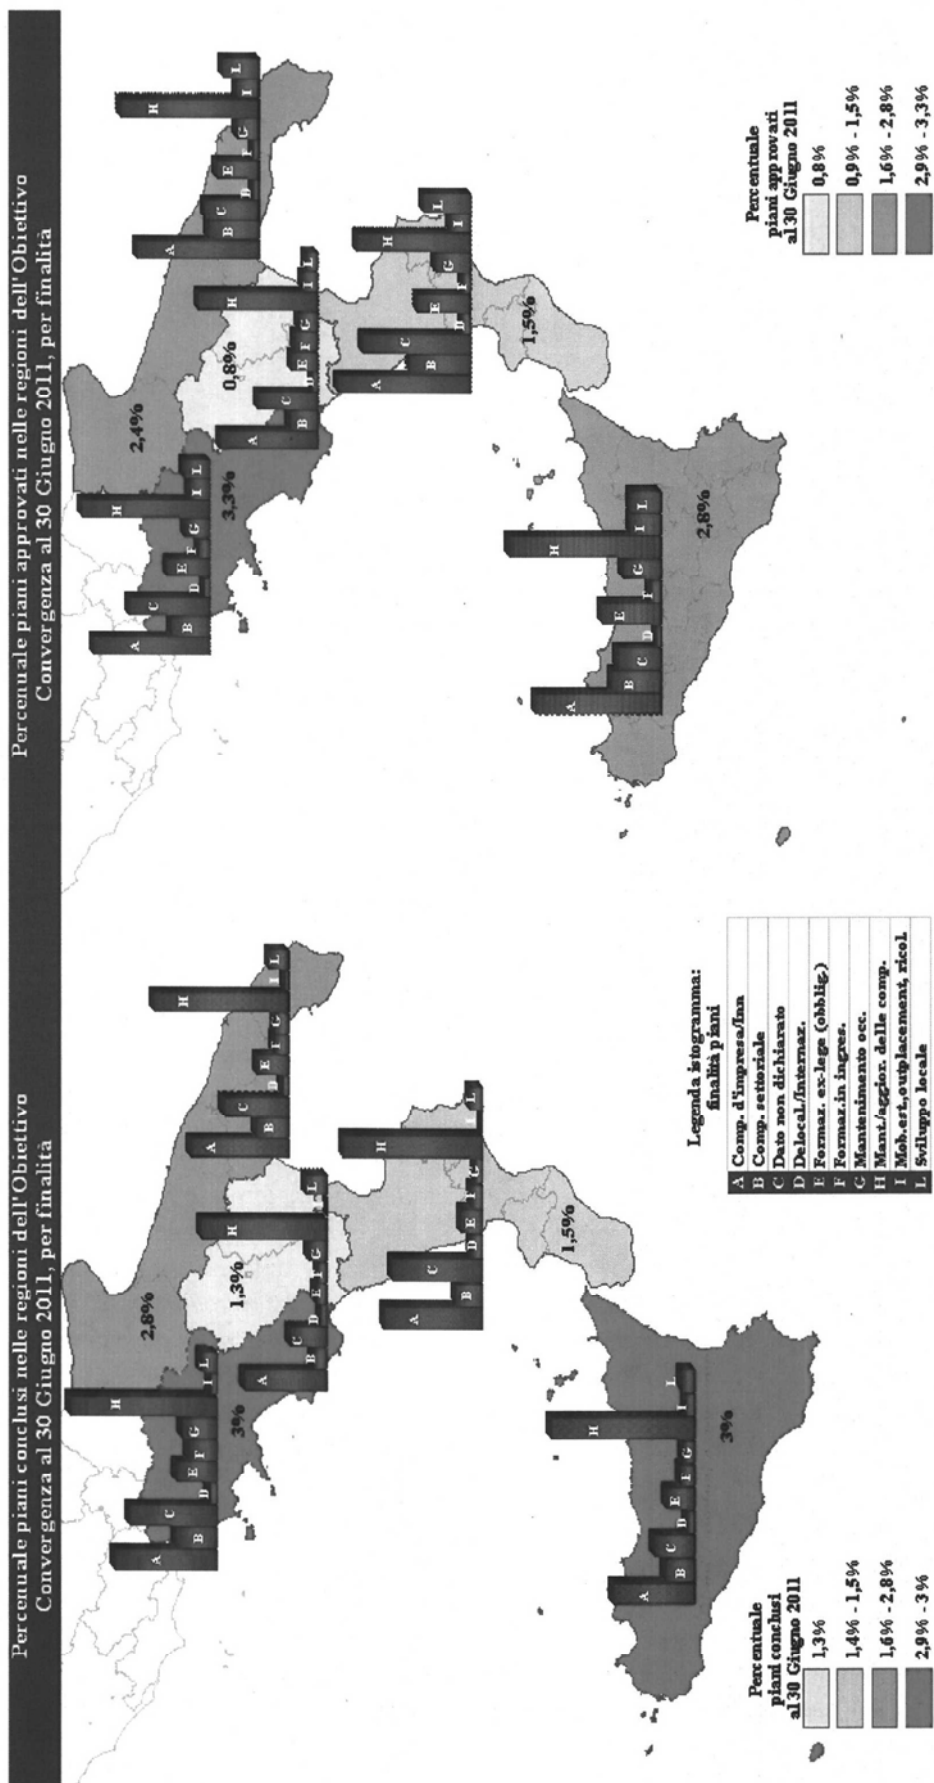 Percenuale piani conclusi nelle regioni dell'Obiettivo
Convergenza al 30 Giugno 2011, per finalità
2,8%
3%
1,3%
1,5%
3%
A
B
C
D
E
F
G
H
I
L
A
B
C
D
E
F
G
H
I
L
A
B
C
D
E
F
G
H
I
L
A
B
C
D
E
F
G
H
I
L
A
B
C
D
E
F
G
H
I
L
Percentuale
piani conclusi
al 30 Giugno 2011
1,3%
1,4% - 1,5%
1,6% - 2,8%
2,9% - 3%
Legenda istogramma:
finalità piani
A Comp. d'impresa/Inn
B Comp. settoriale
C Dato non dichiarato
D Delocal./Internaz.
E Formaz. ex-lege (obblig.)
F Formaz.in ingres.
G Mantenimento occ.
H Mant./aggior. delle comp.
I Mob.est.,outplacement, ricol.
L Sviluppo locale
Percenuale piani approvati nelle regioni dell'Obiettivo
Convergenza al 30 Giugno 2011, per finalità
2,4%
3,3%
0,8%
1,5%
2,8%
A
B
C
D
E
F
G
H
I
L
A
B
C
D
E
F
G
H
I
L
A
B
C
D
E
F
G
H
I
L
A
B
C
D
E
F
G
H
I
L
A
B
C
D
E
F
G
H
I
L
Percentuale
piani approvati
al 30 Giugno 2011
0,8%
0,9% - 1,5%
1,6% - 2,8%
2,9% - 3,3%